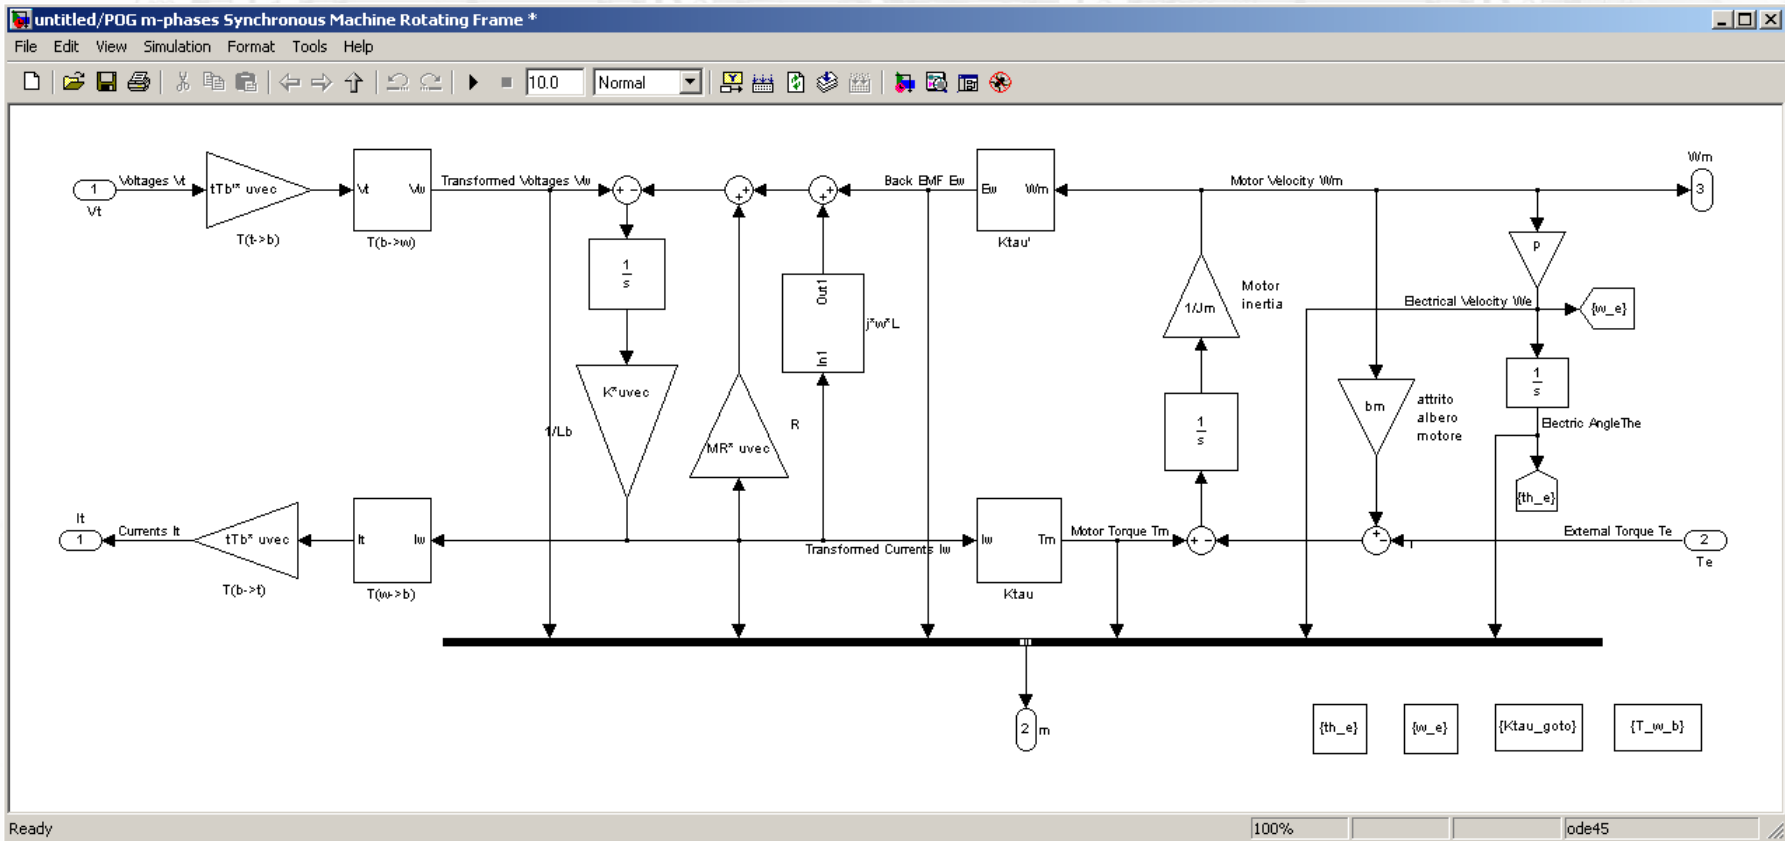 untitled/POG m-phases Synchronous Machine Rotating Frame *
File Edit View Simulation Format Tools Help
10.0 Normal
Voltages Vt
1
Vt
tTb'* uvec
T(t->b)
Vt Vw
T(b->w)
Transformed Voltages Vw
+ -
+
+
+
+
Back EMF Ew
Ew Wm
Ktau'
Motor Velocity Wm
Wm
3
1
s
K*uvec
1/Lb
MR* uvec
R
Out1
In1
j*w*L
1/Jm
Motor
inertia
1
s
bm
attrito
albero
motore
p
Electrical Velocity We
{w_e}
1
s
Electric AngleThe
{th_e}
It
1
Currents It
tTb* uvec
T(b->t)
It Iw
T(w->b)
Transformed Currents Iw
Iw Tm
Ktau
Motor Torque Tm
+ -
+
-
External Torque Te
2
Te
2
m
{th_e}
{w_e}
{Ktau_goto}
{T_w_b}
Ready 100% ode45